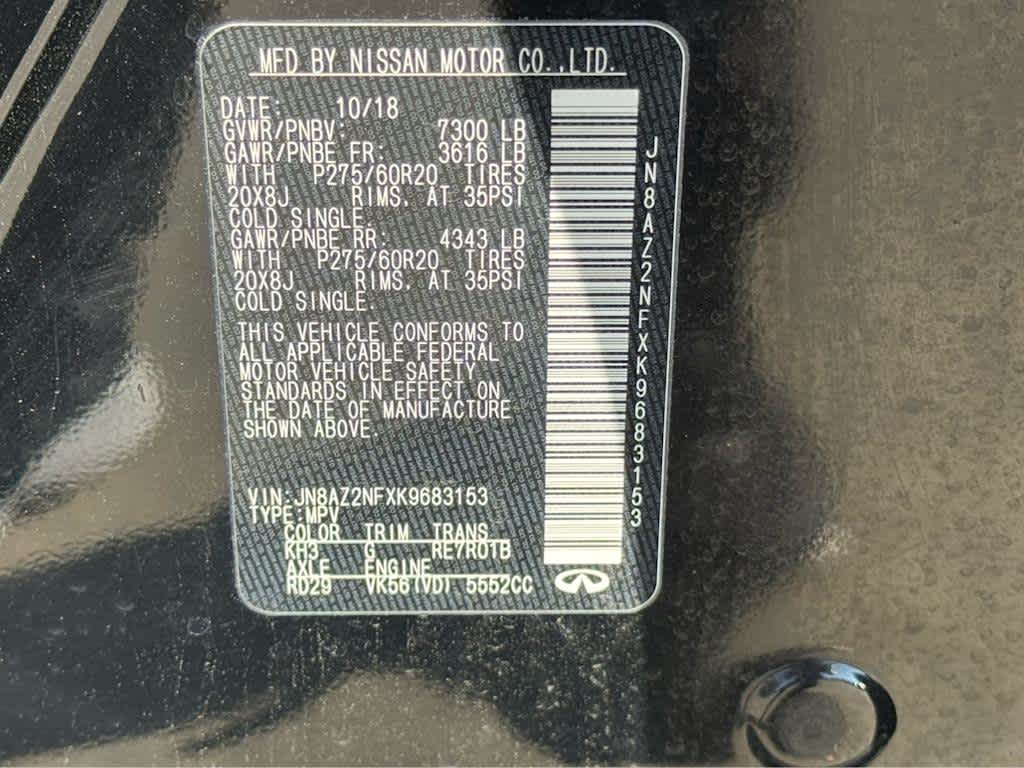 MFD BY NISSAN MOTOR CO.,LTD.
DATE: 10/18
GVWR/PNBV: 7300 LB
GAWR/PNBE FR: 3616 LB
WITH P275/60R20 TIRES
20X8J RIMS. AT 35PSI
COLD SINGLE.
GAWR/PNBE RR: 4343 LB
WITH P275/60R20 TIRES
20X8J RIMS. AT 35PSI
COLD SINGLE.
THIS VEHICLE CONFORMS TO
ALL APPLICABLE FEDERAL
MOTOR VEHICLE SAFETY
STANDARDS IN EFFECT ON
THE DATE OF MANUFACTURE
SHOWN ABOVE.
VIN:JN8AZ2NFXK9683153
TYPE:MPV
COLOR TRIM TRANS
KH3 G RE7R01B
AXLE ENGINE
RD29 VK56(VD) 5552CC
JN8AZ2NFXK9683153